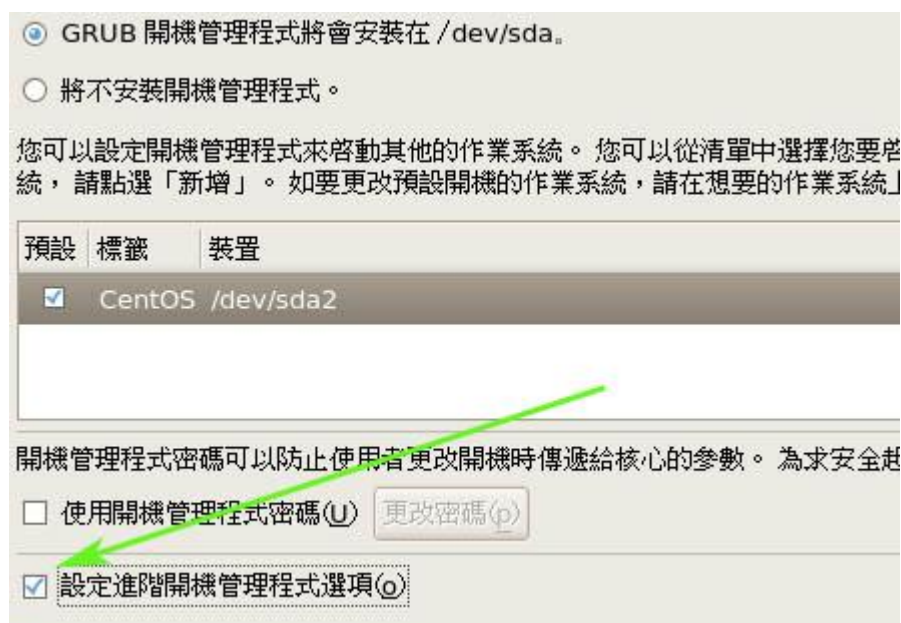 GRUB 開機管理程式將會安裝在 /dev/sda。
將不安裝開機管理程式。
您可以設定開機管理程式來啓動其他的作業系統。 您可以從清單中選擇您要啓
統， 請點選「新增」。 如要更改預設開機的作業系統，請在想要的作業系統上
預設 標籤 裝置
CentOS /dev/sda2
開機管理程式密碼可以防止使用者更改開機時傳遞給核心的參數。 為求安全起
使用開機管理程式密碼(U) 更改密碼(p)
設定進階開機管理程式選項(o)